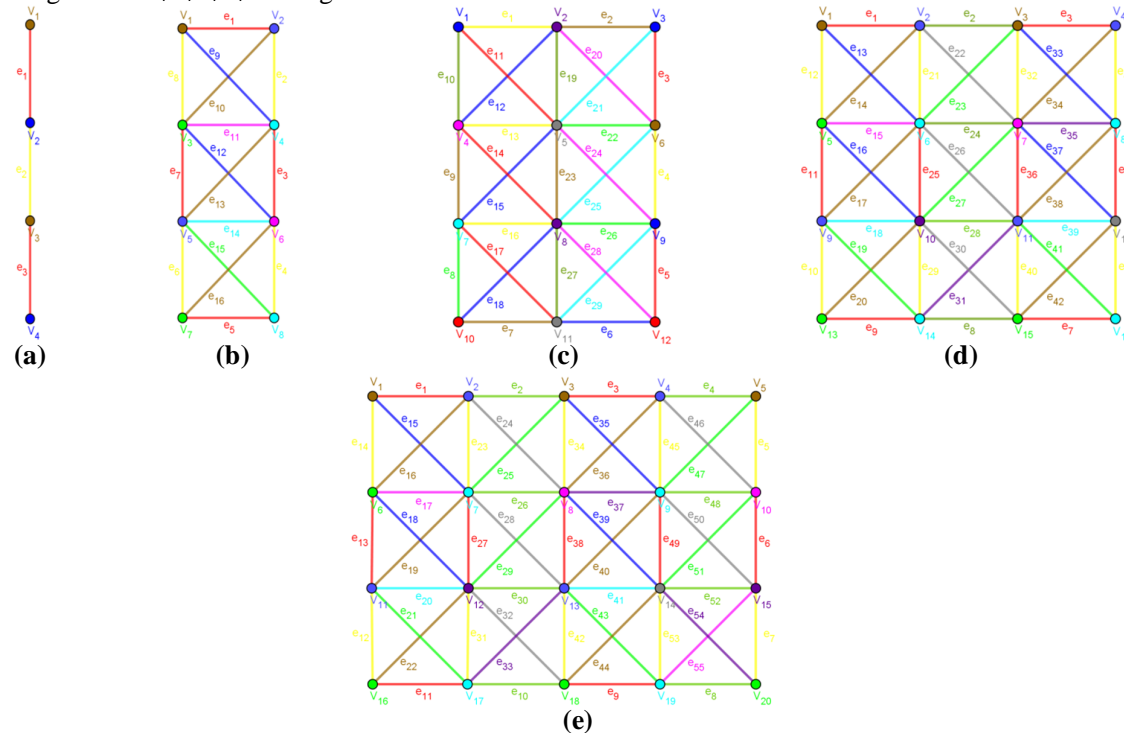 V1
e1
V2
e2
V3
e3
V4
(a)
V1 e1 V2
e9
e8 e2
e10
V3 e11 V4
e12
e7 e3
e13
V5 e14 V6
e16
e6 e4
e16
V7 e5 V8
(b)
V1 e1 V2 e2 V3
e11 e20
e10 e19 e3
e12 e21
V4 e13 V5 e22 V6
e14 e24
e9 e23 e4
e15 e25
V7 e16 V8 e26 V9
e17 e28
e8 e27 e5
e18 e29
V10 e7 V11 e6 V12
(c)
V1 e1 V2 e2 V3 e3 V4
e13 e22 e33
e12 e21 e32
e14 e23 e34
V5 e15 V6 e24 V7 e35 V8
e16 e26 e37
e11 e25 e36
e17 e27 e38
V9 e18 V10 e28 V11 e39
e19 e30 e41
e10 e29 e40
e20 e31 e42
V13 e9 V14 e8 V15 e7
(d)
V1 e1 V2 e2 V3 e3 V4 e4 V5
e15 e24 e35 e46
e14 e23 e34 e45 e5
e16 e25 e36 e47
V6 e17 V7 e26 V8 e37 V9 e48 V10
e18 e28 e39 e50
e13 e27 e38 e49 e6
e19 e29 e40 e51
V11 e20 V12 e30 V13 e41 V14 e52 V15
e21 e32 e43 e54
e12 e31 e42 e53 e7
e22 e33 e44 e55
V16 e11 V17 e10 V18 e9 V19 e8 V20
(e)